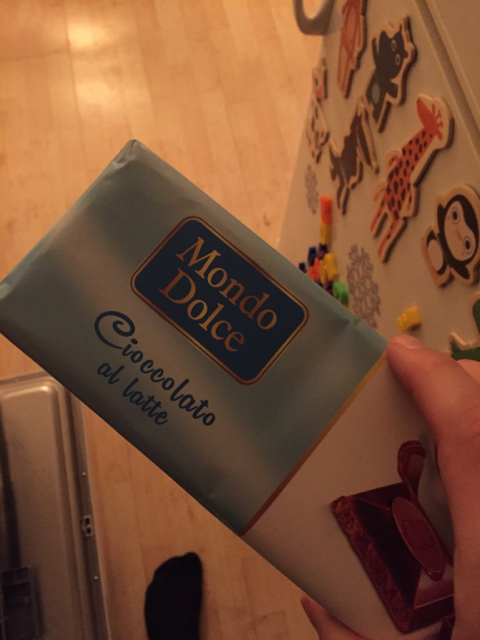 Mondo
Dolce
Cioccolato
al latte